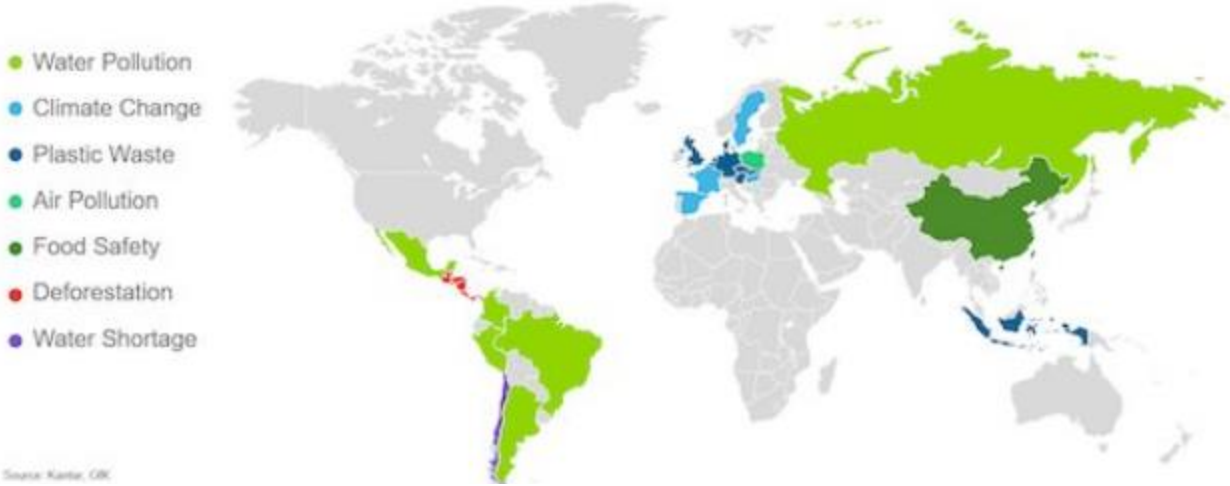 Water Pollution
Climate Change
Plastic Waste
Air Pollution
Food Safety
Deforestation
Water Shortage
Source: Kantar, GfK